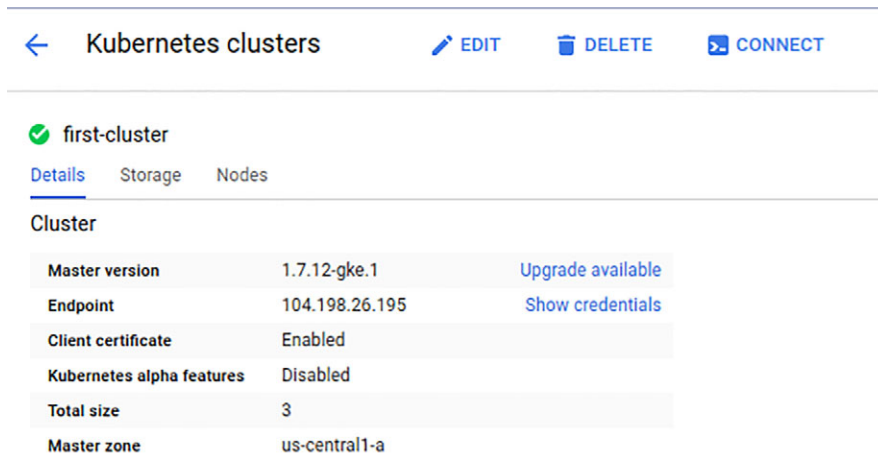 Kubernetes clusters EDIT DELETE CONNECT
first-cluster
Details Storage Nodes
Cluster
Master version 1.7.12-gke.1 Upgrade available
Endpoint 104.198.26.195 Show credentials
Client certificate Enabled
Kubernetes alpha features Disabled
Total size 3
Master zone us-central1-a